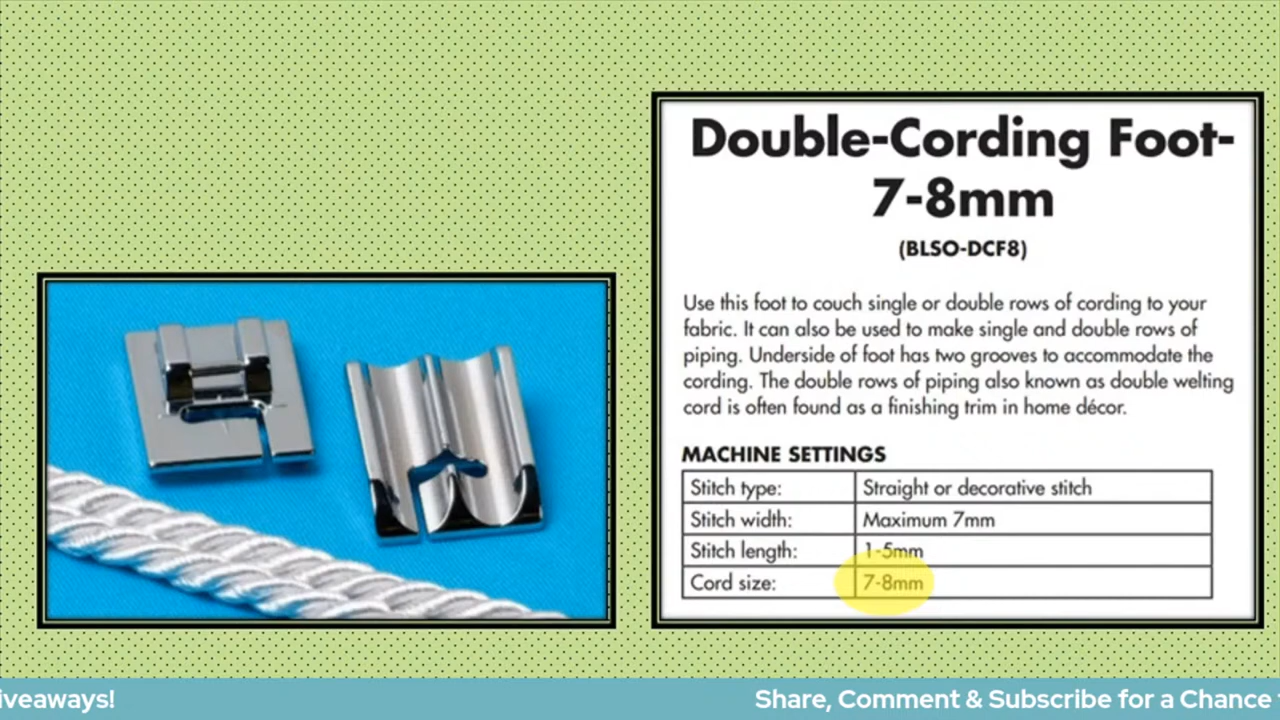 Double-Cording Foot-
7-8mm
(BLSO-DCF8)
Use this foot to couch single or double rows of cording to your
fabric. It can also be used to make single and double rows of
piping. Underside of foot has two grooves to accommodate the
cording. The double rows of piping also known as double welting
cord is often found as a finishing trim in home décor.
MACHINE SETTINGS
Stitch type: Straight or decorative stitch
Stitch width: Maximum 7mm
Stitch length: 1-5mm
Cord size: 7-8mm
iveaways! Share, Comment & Subscribe for a Chance